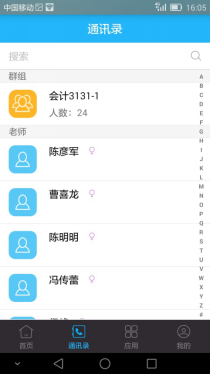 中国移动
4G
16:05
通讯录
搜索
群组
会计3131-1
人数：24
老师
陈彦军
曹喜龙
陈明明
冯传蕾
A
B
C
D
E
F
G
H
I
J
K
L
M
N
O
P
Q
R
S
T
U
V
W
X
Y
Z
#
首页
通讯录
应用
我的